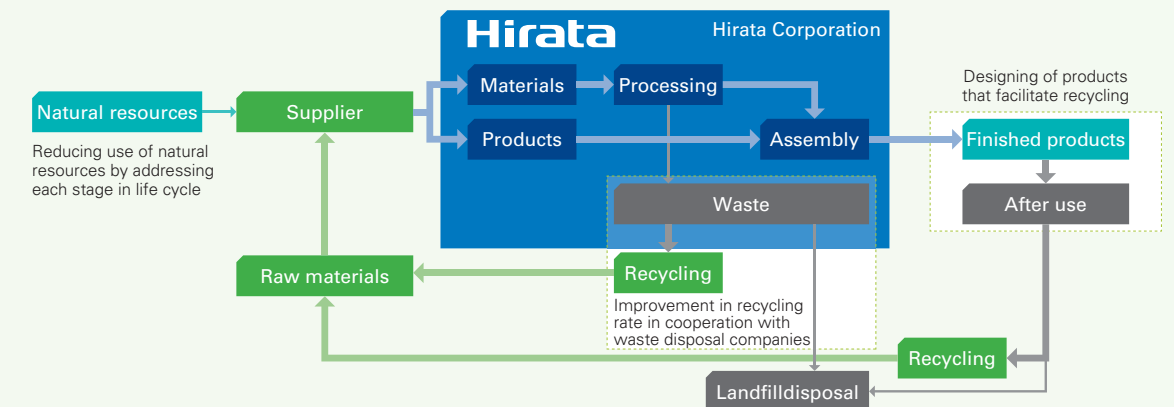 Hirata
Hirata Corporation
Materials
Processing
Designing of products
that facilitate recycling
Natural resources
Supplier
Products
Assembly
Finished products
Reducing use of natural
resources by addressing
each stage in life cycle
Waste
After use
Raw materials
Recycling
Improvement in recycling
rate in cooperation with
waste disposal companies
Recycling
Landfilldisposal